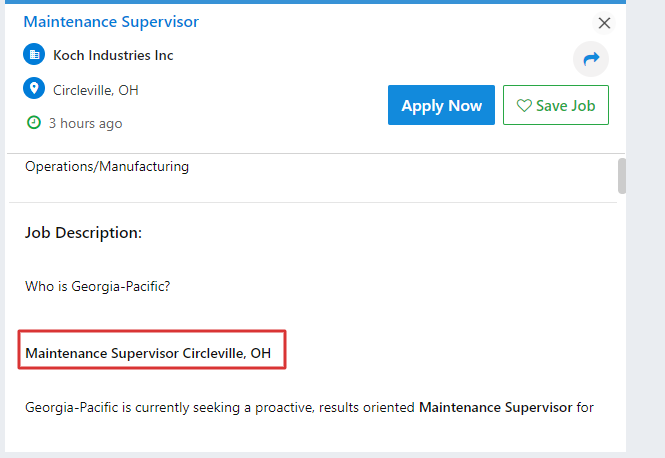 Maintenance Supervisor
Koch Industries Inc
Circleville, OH
3 hours ago
Apply Now
Save Job
Operations/Manufacturing
Job Description:
Who is Georgia-Pacific?
Maintenance Supervisor Circleville, OH
Georgia-Pacific is currently seeking a proactive, results oriented Maintenance Supervisor for